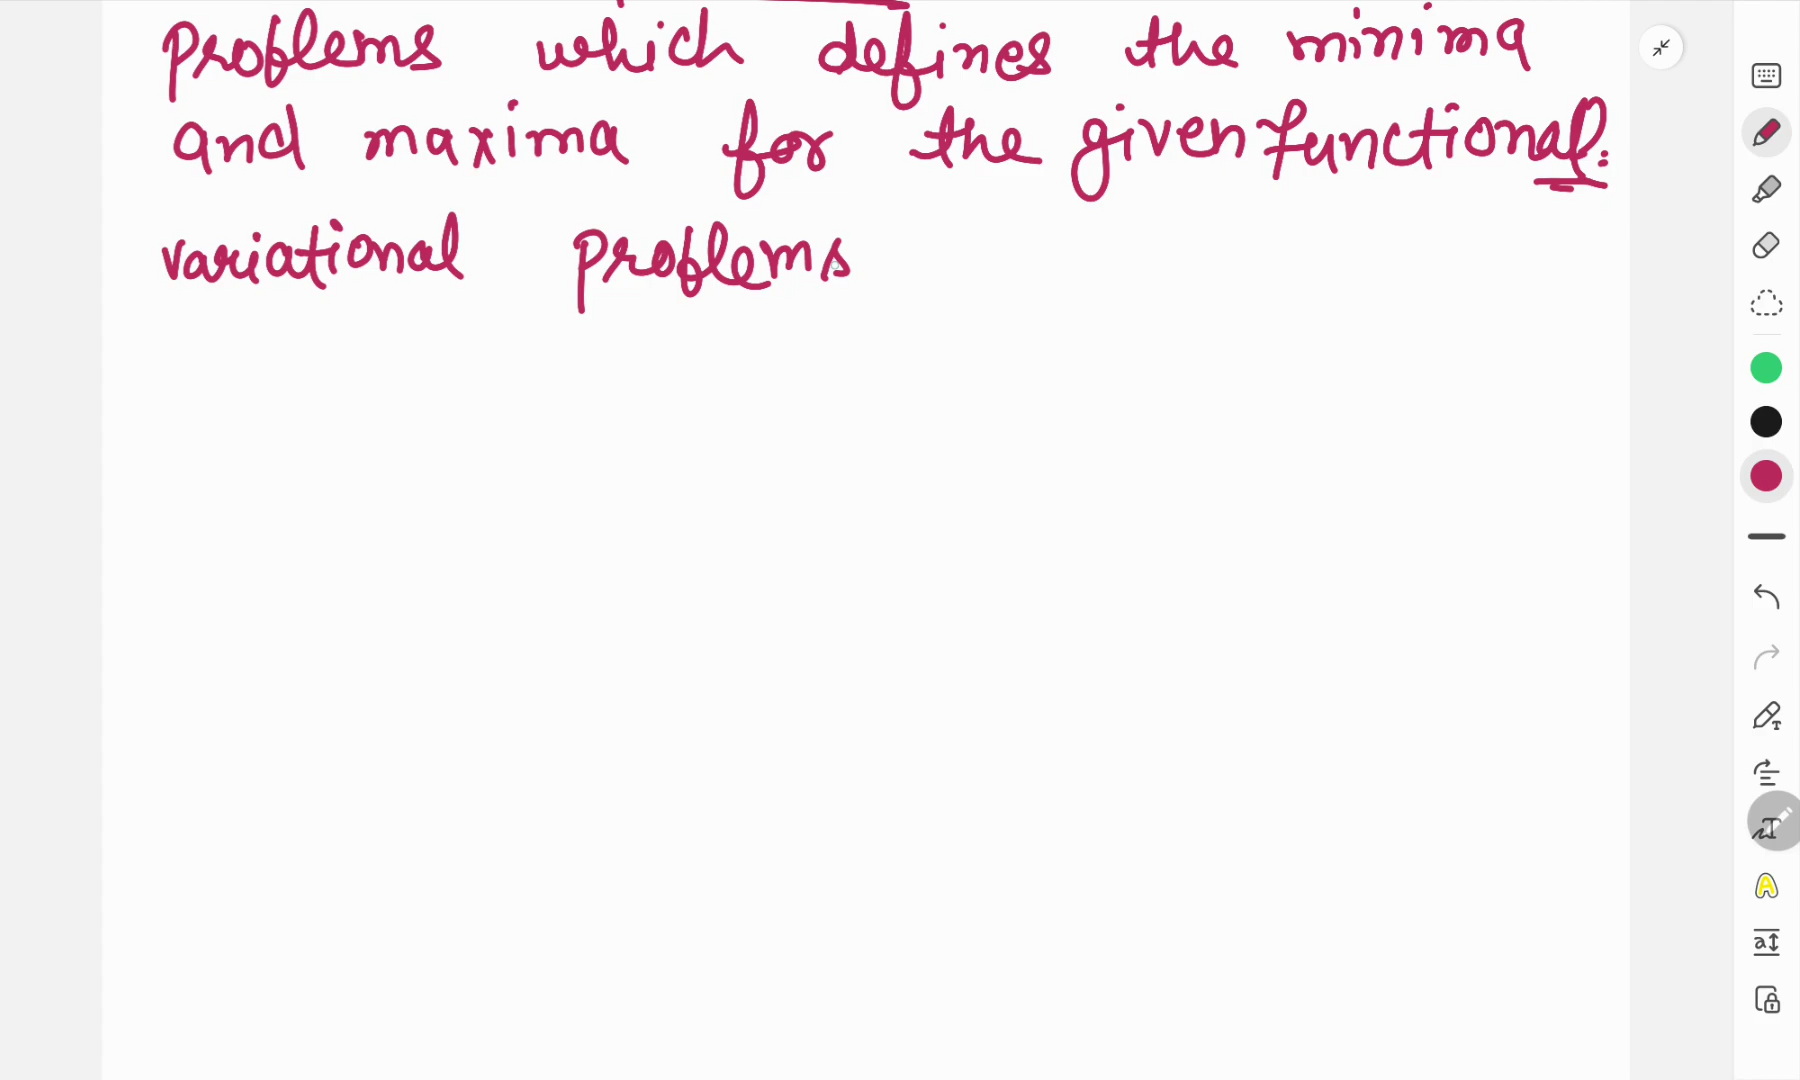 problems which defines the minima
and maxima for the given functional.
variational problems